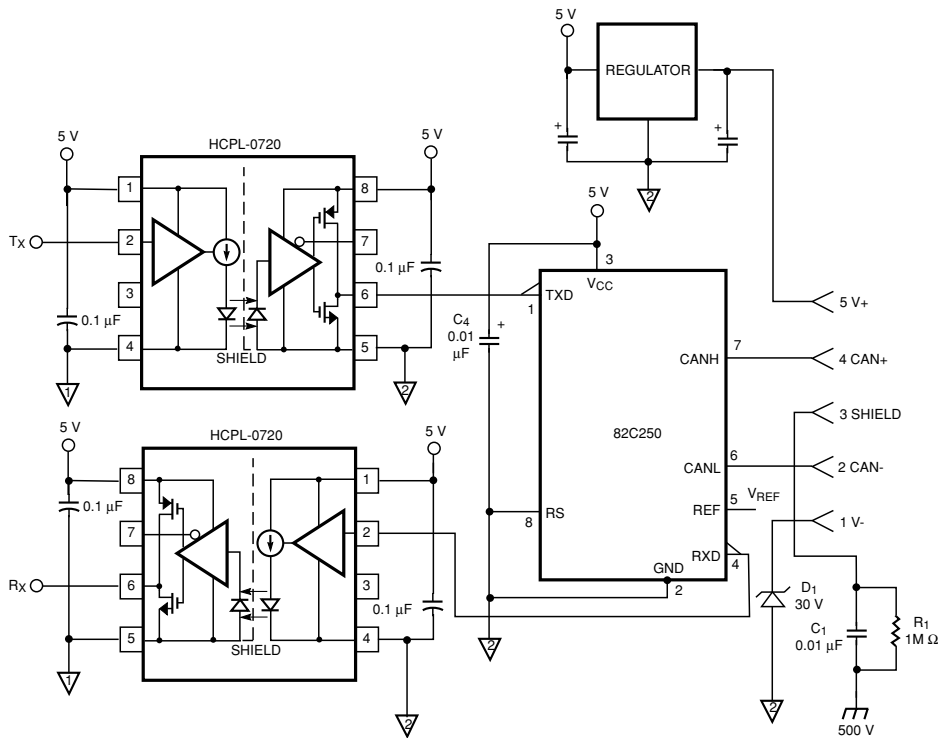 5 V
REGULATOR
+
+
2
5 V
HCPL-0720
5 V
1
8
TX
2
7
3
6
0.1 µF
0.1 µF
4
5
SHIELD
1
2
5 V
3
VCC
TXD
1
C4
0.01
µF
+
7
CANH
82C250
6
CANL
5
REF
VREF
RS
8
RXD
4
GND
2
2
5 V+
4 CAN+
3 SHIELD
2 CAN-
1 V-
D1
30 V
2
C1
0.01 µF
R1
1M Ω
500 V
5 V
HCPL-0720
5 V
8
1
0.1 µF
7
2
RX
6
3
0.1 µF
5
4
SHIELD
1
2